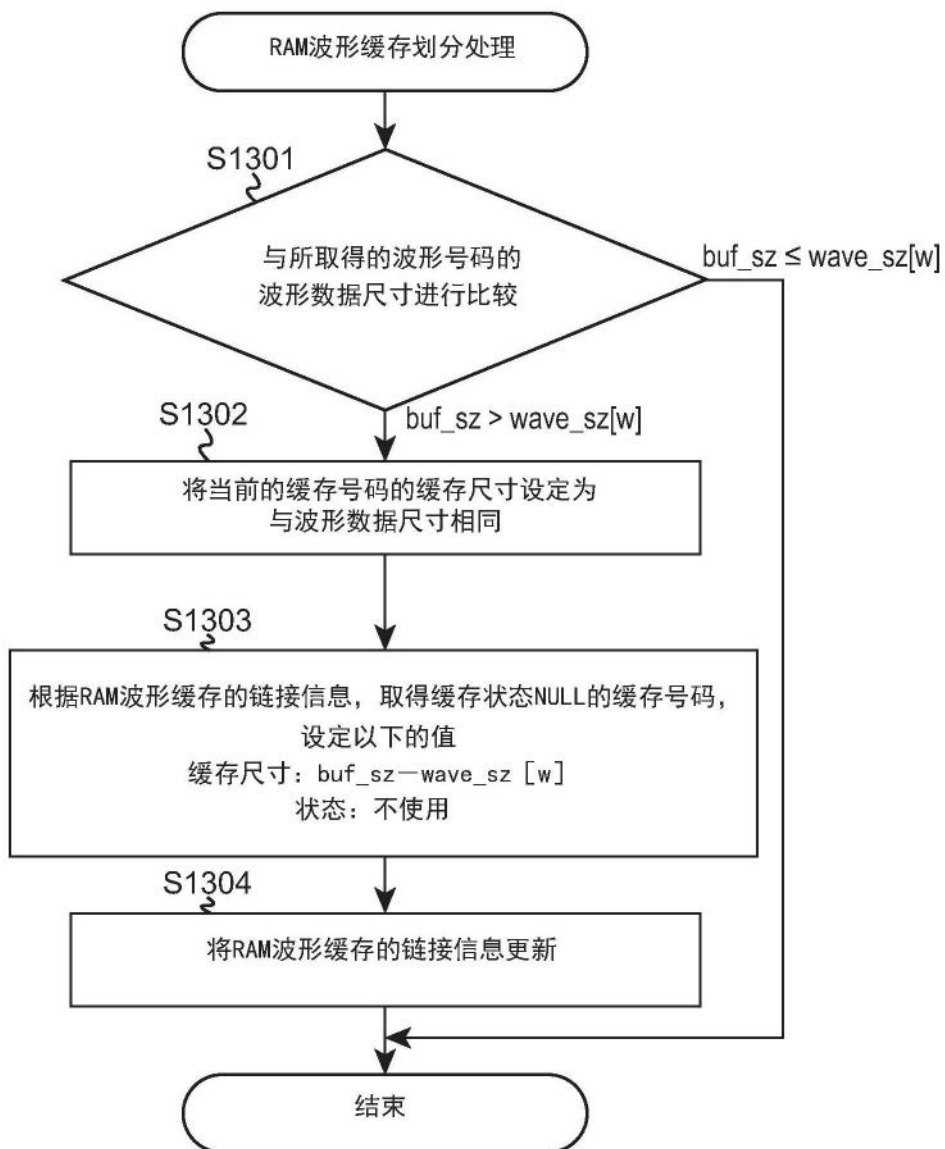 RAM波形缓存划分处理
S1301
与所取得的波形号码的
波形数据尺寸进行比较
buf_sz ≤ wave_sz[w]
buf_sz > wave_sz[w]
S1302
将当前的缓存号码的缓存尺寸设定为
与波形数据尺寸相同
S1303
根据RAM波形缓存的链接信息，取得缓存状态NULL的缓存号码，
设定以下的值
缓存尺寸：buf_sz－wave_sz［w］
状态：不使用
S1304
将RAM波形缓存的链接信息更新
结束